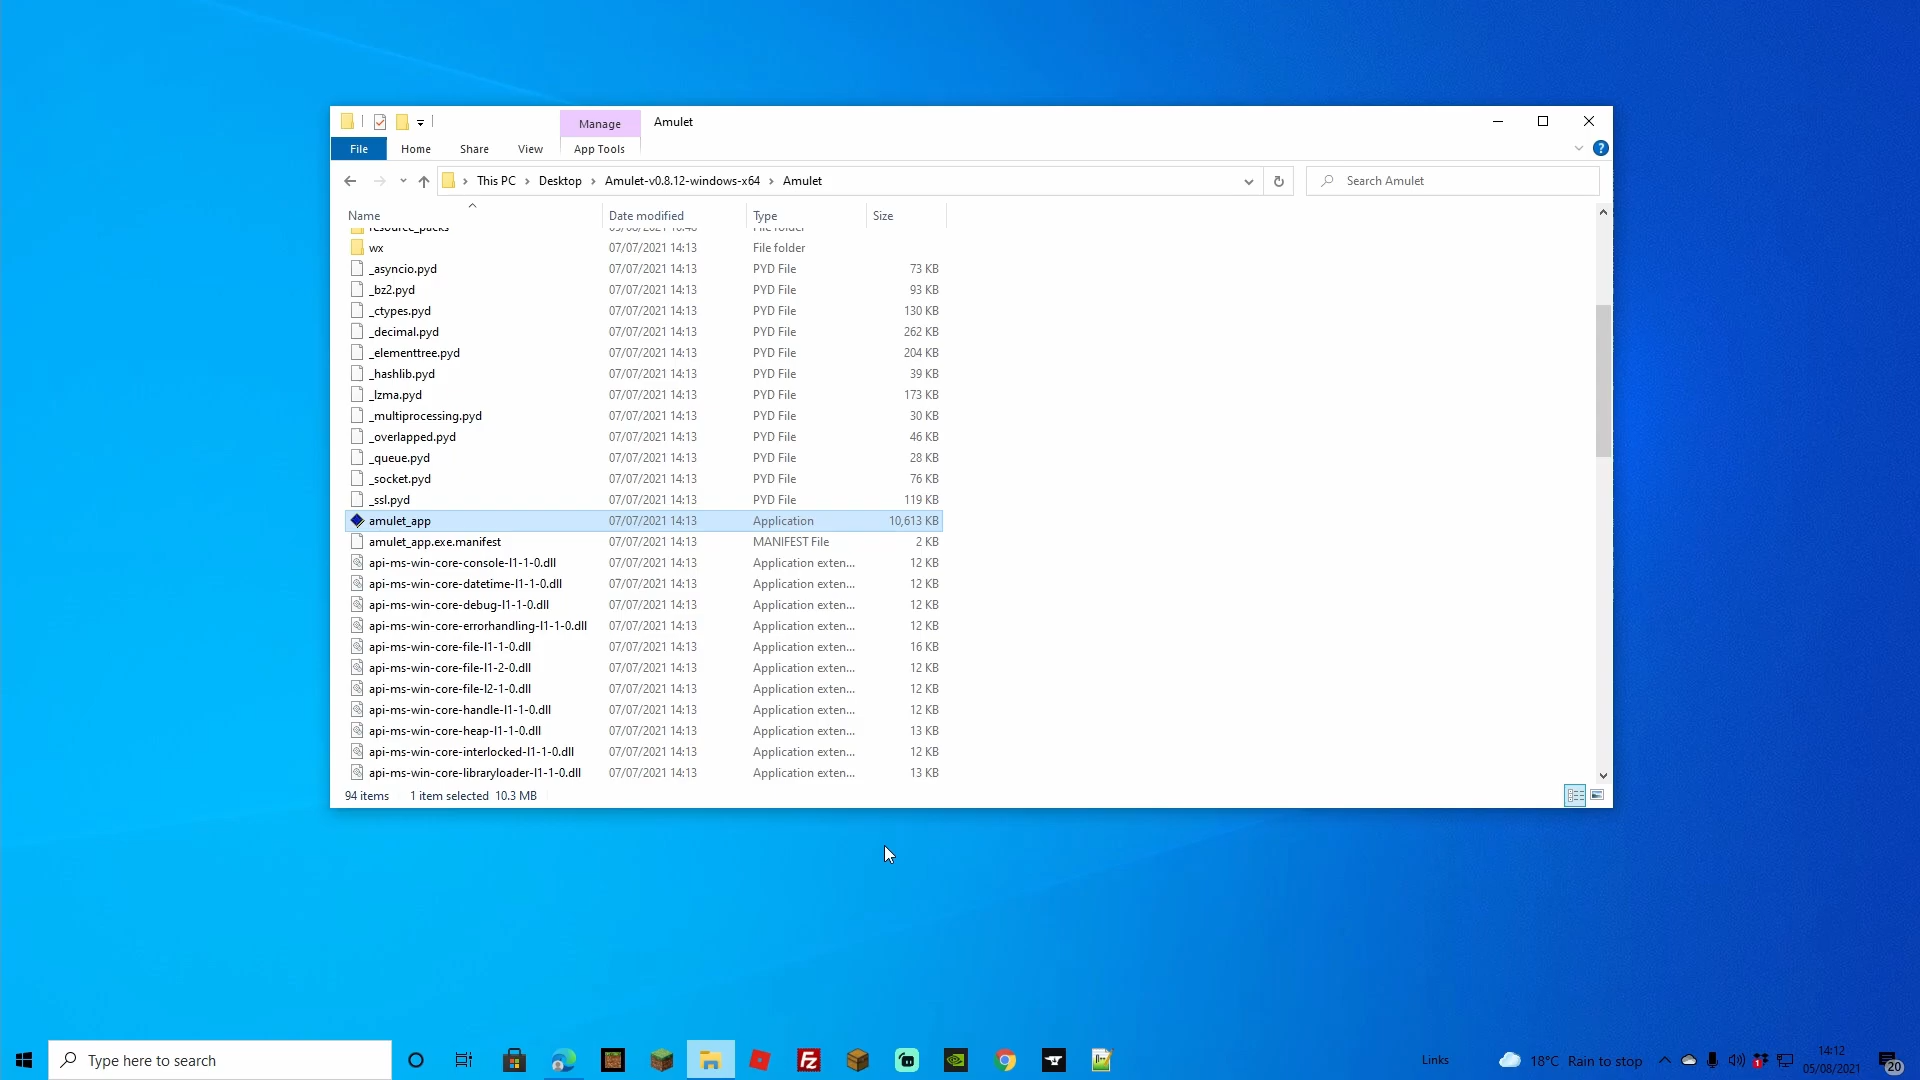 Manage Amulet
File Home Share View App Tools
This PC Desktop Amulet-v0.8.12-windows-x64 Amulet Search Amulet
Name Date modified Type Size
resource_packs File folder
wx 07/07/2021 14:13 File folder
_asyncio.pyd 07/07/2021 14:13 PYD File 73 KB
_bz2.pyd 07/07/2021 14:13 PYD File 93 KB
_ctypes.pyd 07/07/2021 14:13 PYD File 130 KB
_decimal.pyd 07/07/2021 14:13 PYD File 262 KB
_elementtree.pyd 07/07/2021 14:13 PYD File 204 KB
_hashlib.pyd 07/07/2021 14:13 PYD File 39 KB
_lzma.pyd 07/07/2021 14:13 PYD File 173 KB
_multiprocessing.pyd 07/07/2021 14:13 PYD File 30 KB
_overlapped.pyd 07/07/2021 14:13 PYD File 46 KB
_queue.pyd 07/07/2021 14:13 PYD File 28 KB
_socket.pyd 07/07/2021 14:13 PYD File 76 KB
_ssl.pyd 07/07/2021 14:13 PYD File 119 KB
amulet_app 07/07/2021 14:13 Application 10,613 KB
amulet_app.exe.manifest 07/07/2021 14:13 MANIFEST File 2 KB
api-ms-win-core-console-l1-1-0.dll 07/07/2021 14:13 Application exten... 12 KB
api-ms-win-core-datetime-l1-1-0.dll 07/07/2021 14:13 Application exten... 12 KB
api-ms-win-core-debug-l1-1-0.dll 07/07/2021 14:13 Application exten... 12 KB
api-ms-win-core-errorhandling-l1-1-0.dll 07/07/2021 14:13 Application exten... 12 KB
api-ms-win-core-file-l1-1-0.dll 07/07/2021 14:13 Application exten... 16 KB
api-ms-win-core-file-l1-2-0.dll 07/07/2021 14:13 Application exten... 12 KB
api-ms-win-core-file-l2-1-0.dll 07/07/2021 14:13 Application exten... 12 KB
api-ms-win-core-handle-l1-1-0.dll 07/07/2021 14:13 Application exten... 12 KB
api-ms-win-core-heap-l1-1-0.dll 07/07/2021 14:13 Application exten... 13 KB
api-ms-win-core-interlocked-l1-1-0.dll 07/07/2021 14:13 Application exten... 12 KB
api-ms-win-core-libraryloader-l1-1-0.dll 07/07/2021 14:13 Application exten... 13 KB
94 items 1 item selected 10.3 MB
Type here to search Fz Links 18°C Rain to stop 1 14:12 20
05/08/2021